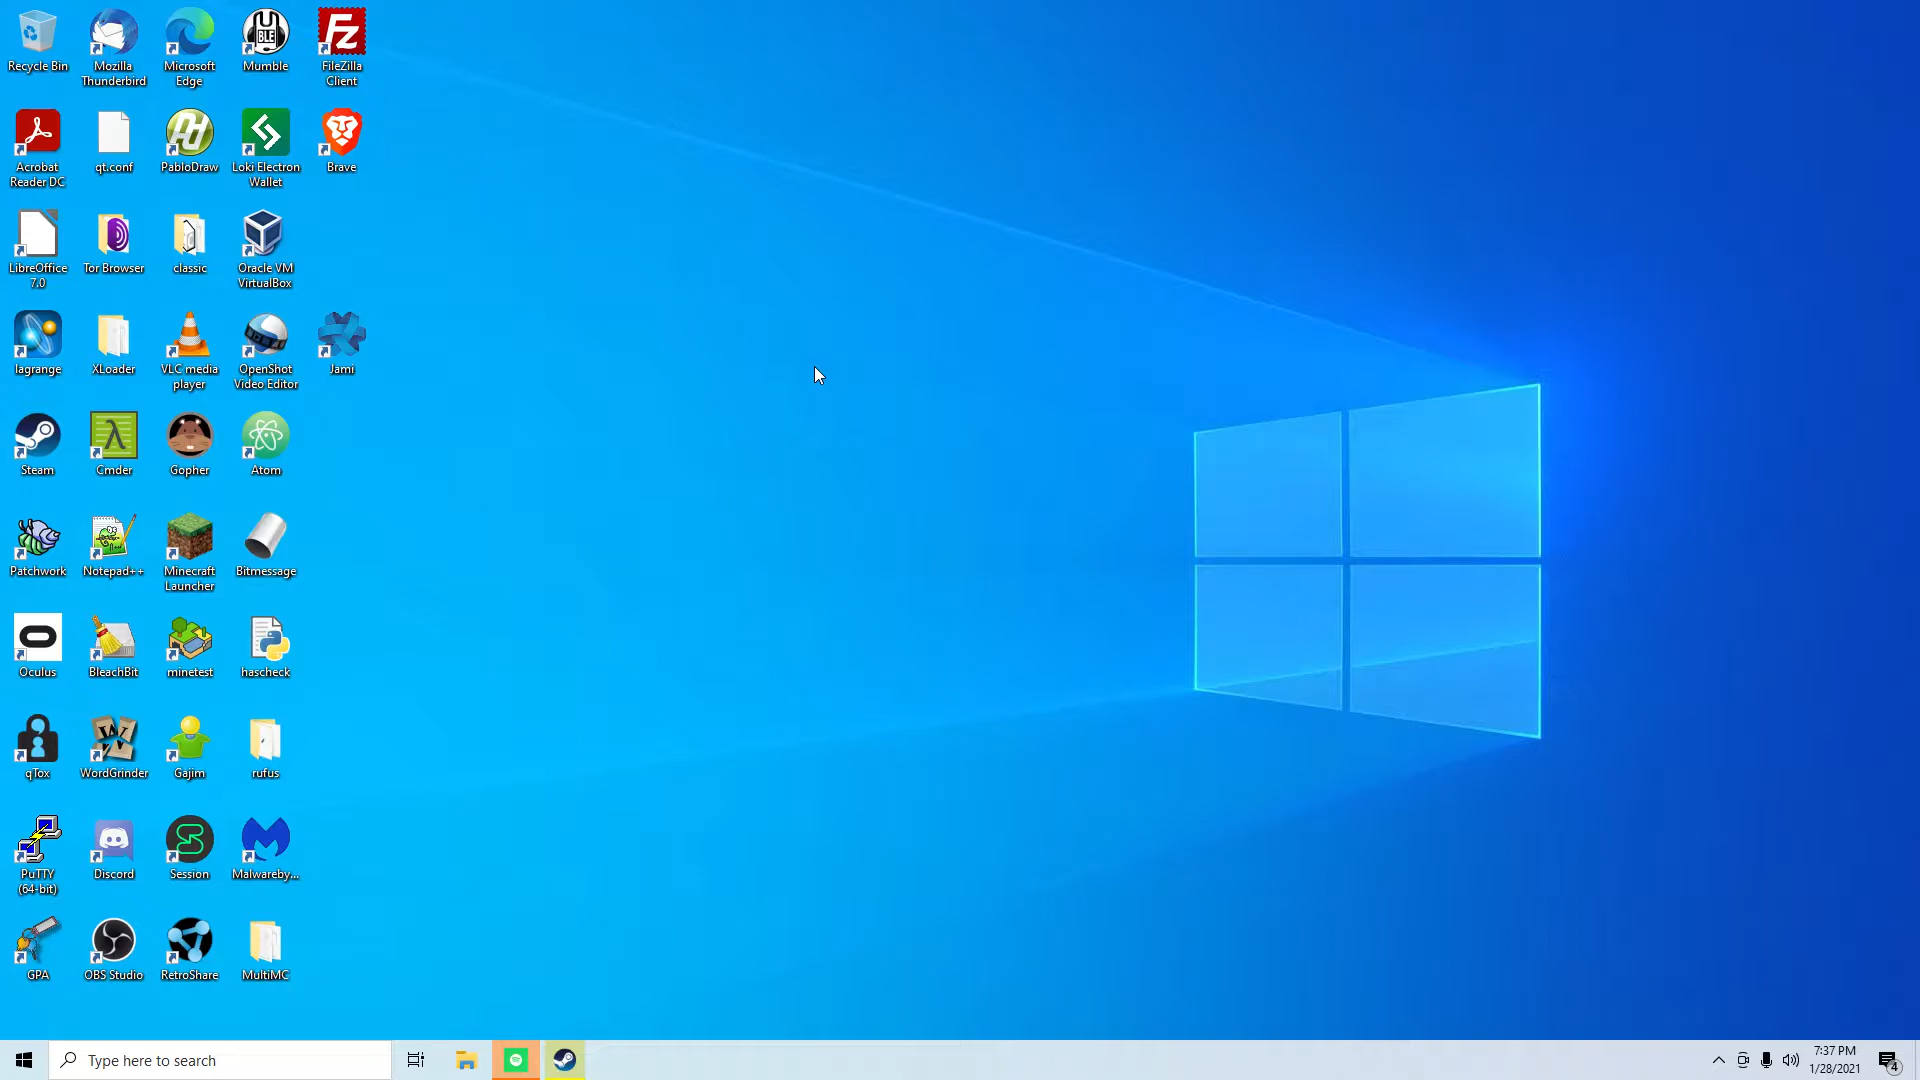 Recycle Bin
Mozilla
Thunderbird
Microsoft
Edge
Mumble
FileZilla
Client
Acrobat
Reader DC
qt.conf
PabloDraw
Loki Electron
Wallet
Brave
LibreOffice
7.0
Tor Browser
classic
Oracle VM
VirtualBox
lagrange
XLoader
VLC media
player
OpenShot
Video Editor
Jami
Steam
Cmder
Gopher
Atom
Patchwork
Notepad++
Minecraft
Launcher
Bitmessage
Oculus
BleachBit
minetest
hascheck
qTox
WordGrinder
Gajim
rufus
PuTTY
(64-bit)
Discord
Session
Malwareby...
GPA
OBS Studio
RetroShare
MultiMC
Type here to search
7:37 PM
1/28/2021
4